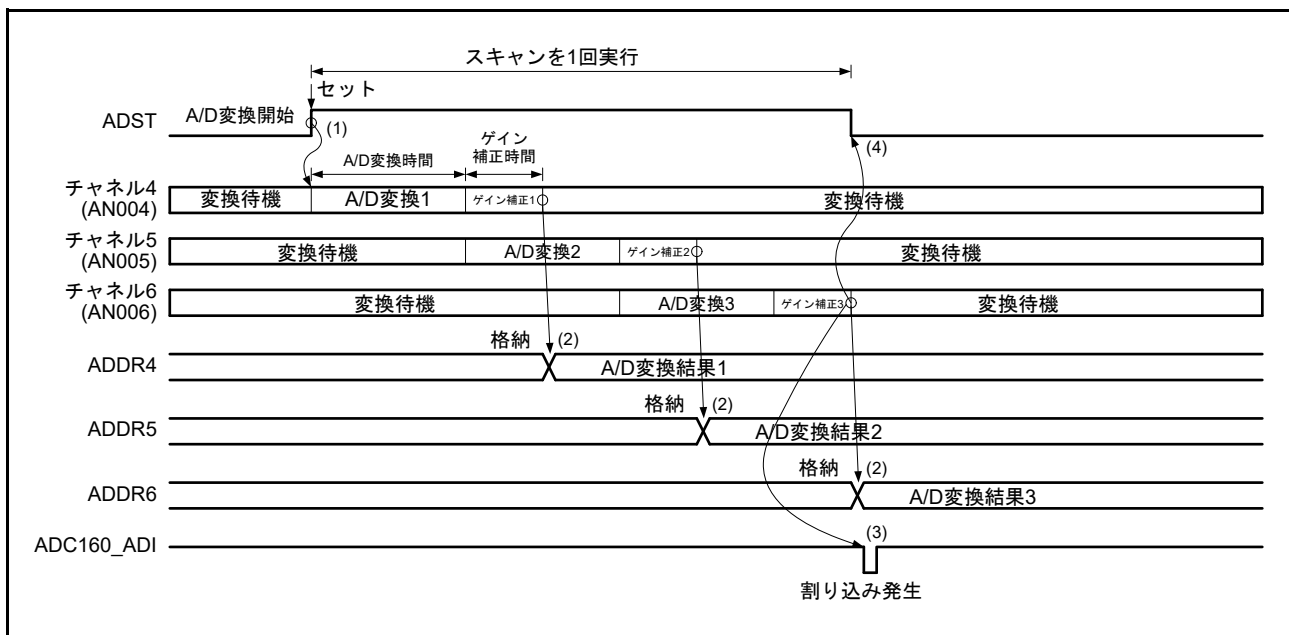 スキャンを1回実行
セット
ADST
A/D変換開始
(1)
(4)
A/D変換時間
ゲイン
補正時間
チャネル4
(AN004)
変換待機
A/D変換1
ゲイン補正1
変換待機
チャネル5
(AN005)
変換待機
A/D変換2
ゲイン補正2
変換待機
チャネル6
(AN006)
変換待機
A/D変換3
ゲイン補正3
変換待機
ADDR4
格納
(2)
A/D変換結果1
ADDR5
格納
(2)
A/D変換結果2
ADDR6
格納
(2)
A/D変換結果3
ADC160_ADI
(3)
割り込み発生